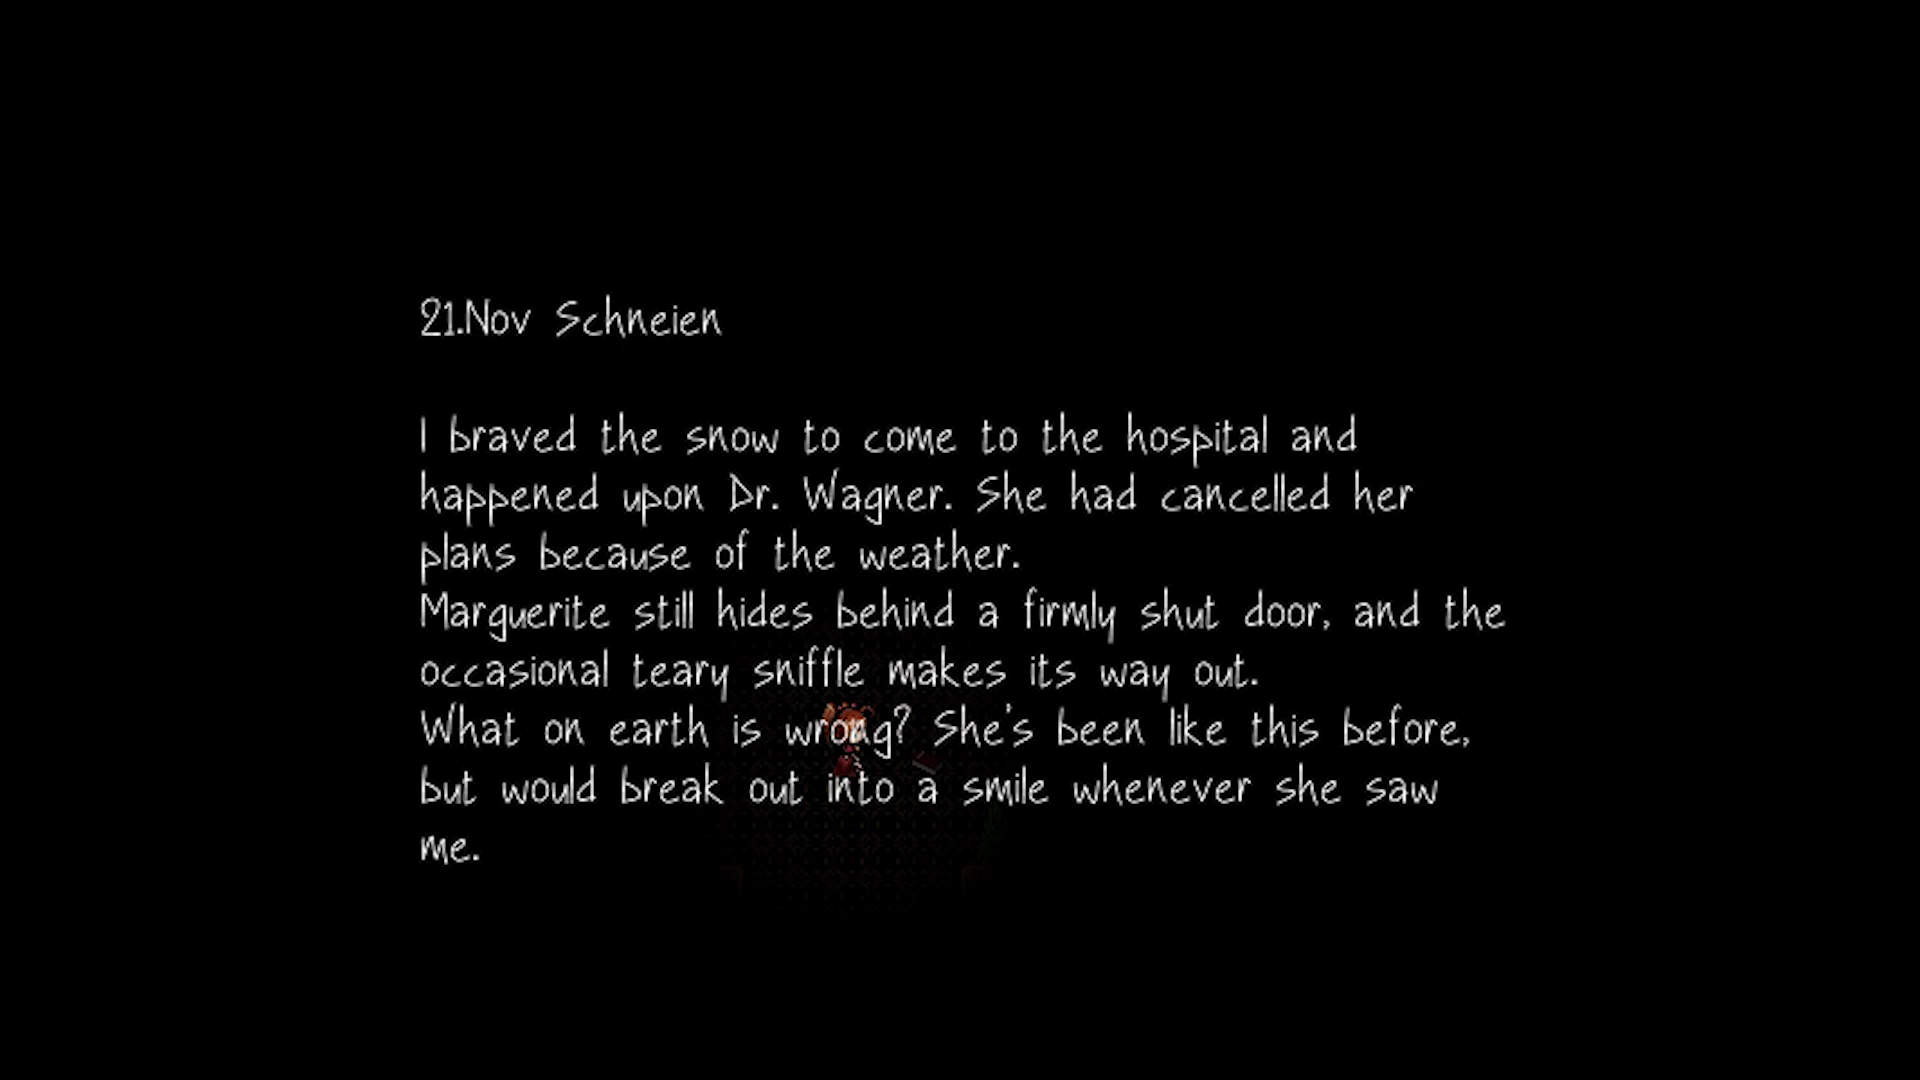 21.Nov Schneien
I braved the snow to come to the hospital and
happened upon Dr. Wagner. She had cancelled her
plans because of the weather.
Marguerite still hides behind a firmly shut door, and the
occasional teary sniffle makes its way out.
What on earth is wrong? She's been like this before,
but would break out into a smile whenever she saw
me.